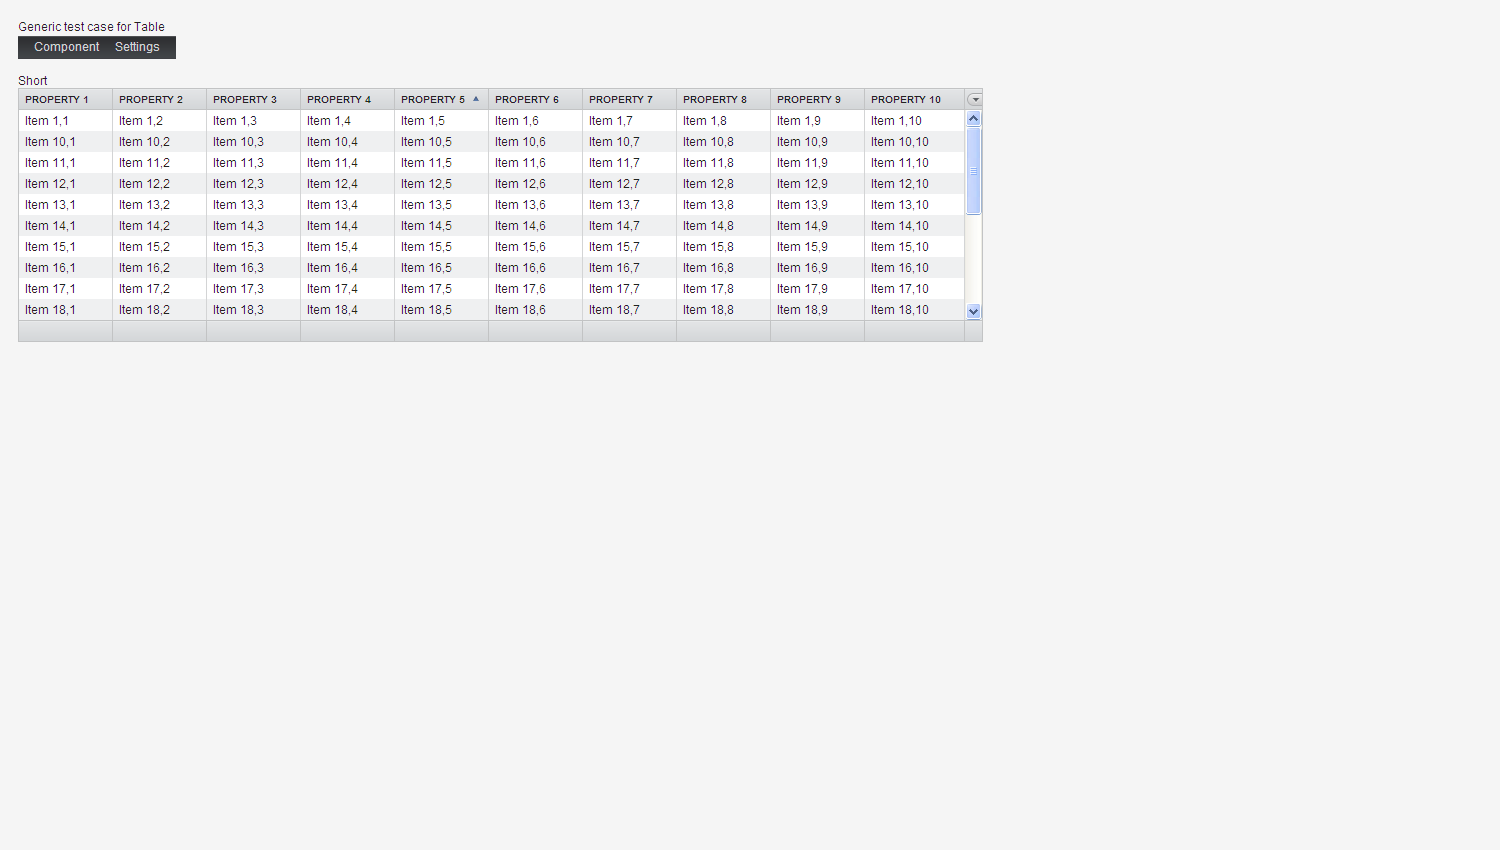 Generic test case for Table
Component Settings
Short
PROPERTY 1 PROPERTY 2 PROPERTY 3 PROPERTY 4 PROPERTY 5 PROPERTY 6 PROPERTY 7 PROPERTY 8 PROPERTY 9 PROPERTY 10
Item 1,1 Item 1,2 Item 1,3 Item 1,4 Item 1,5 Item 1,6 Item 1,7 Item 1,8 Item 1,9 Item 1,10
Item 10,1 Item 10,2 Item 10,3 Item 10,4 Item 10,5 Item 10,6 Item 10,7 Item 10,8 Item 10,9 Item 10,10
Item 11,1 Item 11,2 Item 11,3 Item 11,4 Item 11,5 Item 11,6 Item 11,7 Item 11,8 Item 11,9 Item 11,10
Item 12,1 Item 12,2 Item 12,3 Item 12,4 Item 12,5 Item 12,6 Item 12,7 Item 12,8 Item 12,9 Item 12,10
Item 13,1 Item 13,2 Item 13,3 Item 13,4 Item 13,5 Item 13,6 Item 13,7 Item 13,8 Item 13,9 Item 13,10
Item 14,1 Item 14,2 Item 14,3 Item 14,4 Item 14,5 Item 14,6 Item 14,7 Item 14,8 Item 14,9 Item 14,10
Item 15,1 Item 15,2 Item 15,3 Item 15,4 Item 15,5 Item 15,6 Item 15,7 Item 15,8 Item 15,9 Item 15,10
Item 16,1 Item 16,2 Item 16,3 Item 16,4 Item 16,5 Item 16,6 Item 16,7 Item 16,8 Item 16,9 Item 16,10
Item 17,1 Item 17,2 Item 17,3 Item 17,4 Item 17,5 Item 17,6 Item 17,7 Item 17,8 Item 17,9 Item 17,10
Item 18,1 Item 18,2 Item 18,3 Item 18,4 Item 18,5 Item 18,6 Item 18,7 Item 18,8 Item 18,9 Item 18,10